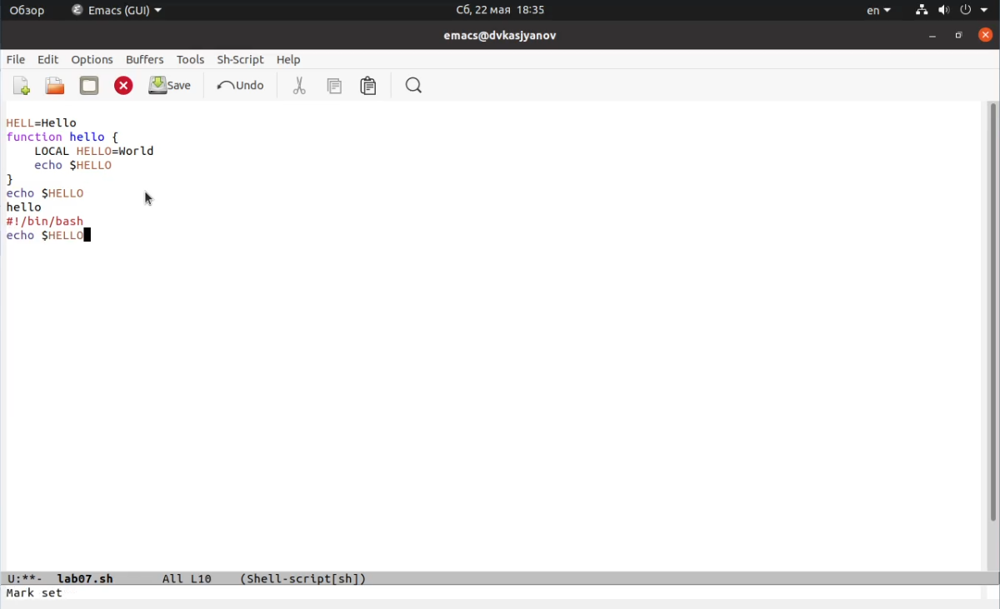 Обзор Emacs (GUI) Сб, 22 мая 18:35 en
emacs@dvkasjyanov
File Edit Options Buffers Tools Sh-Script Help
Save Undo
HELL=Hello
function hello {
    LOCAL HELLO=World
    echo $HELLO
}
echo $HELLO
hello
#!/bin/bash
echo $HELLO
U:**- lab07.sh All L10 (Shell-script[sh])
Mark set